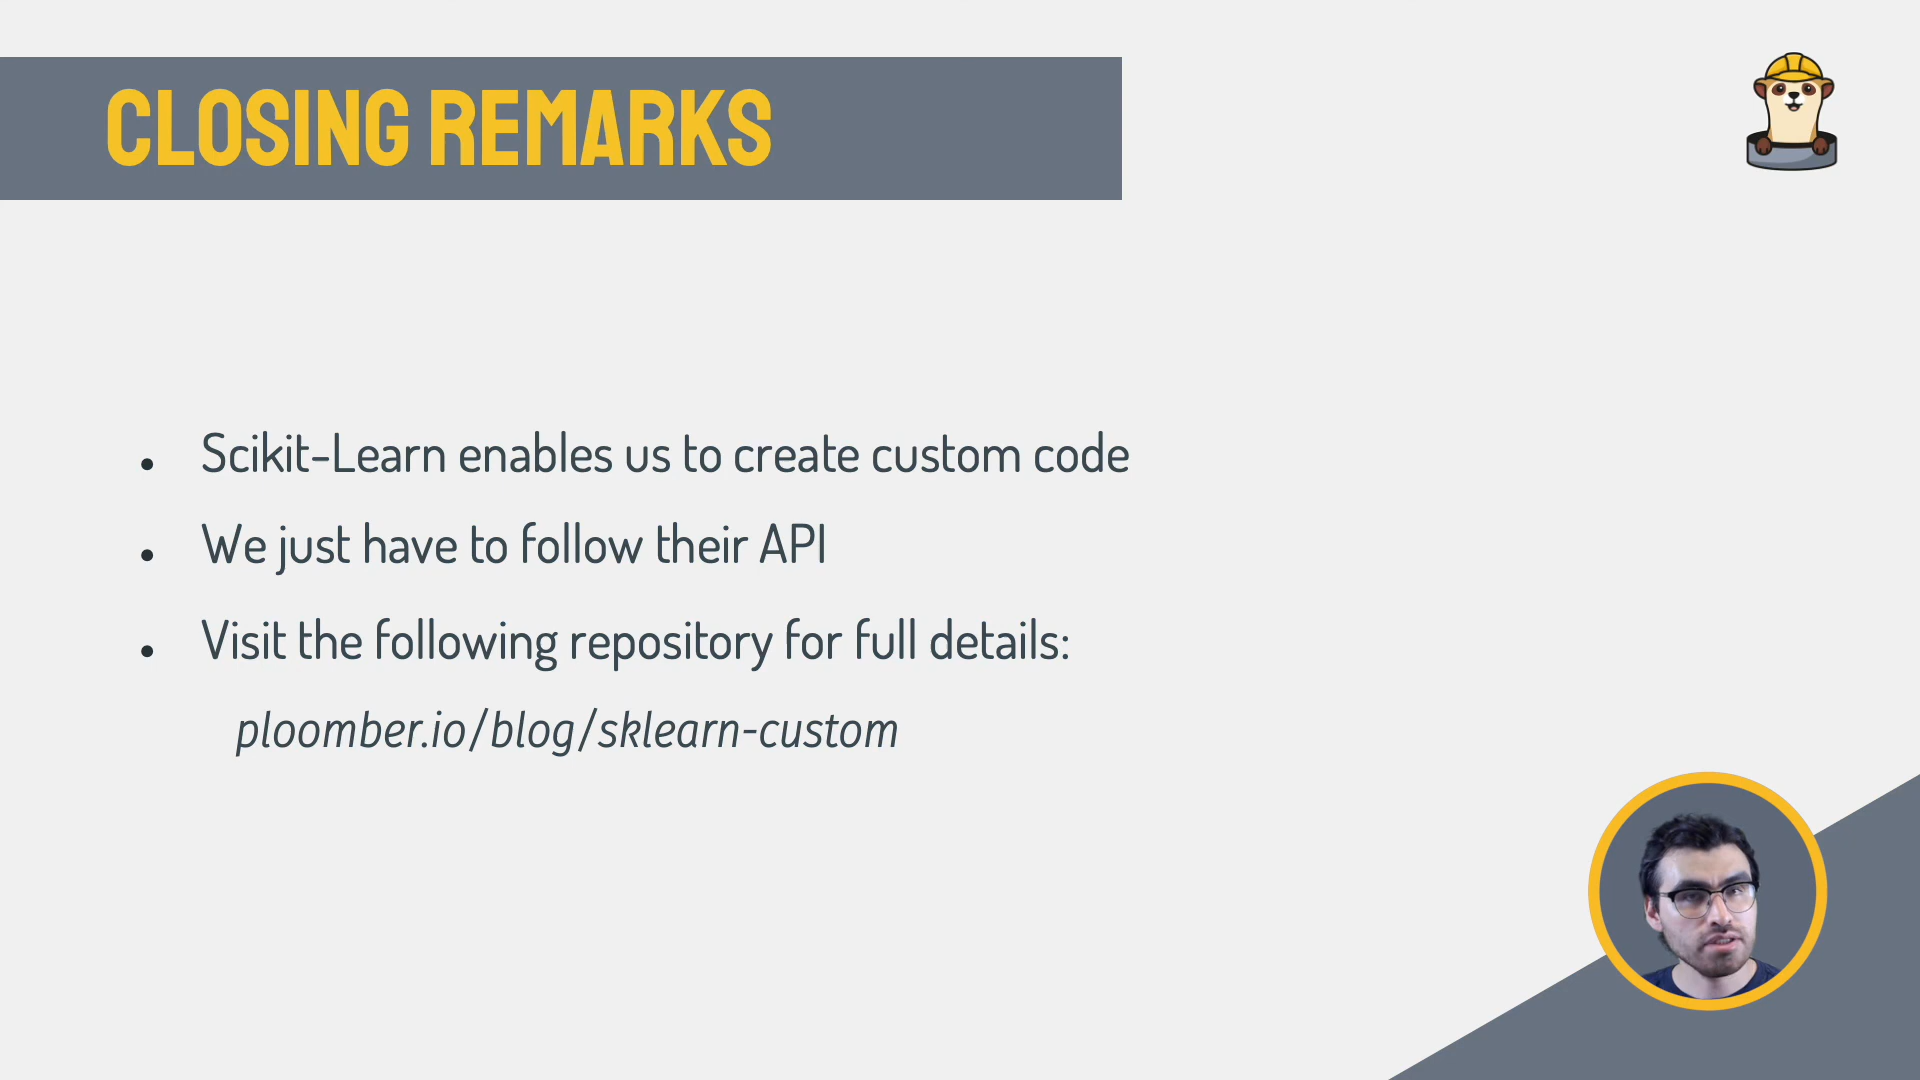 CLOSING REMARKS
Scikit-Learn enables us to create custom code
We just have to follow their API
Visit the following repository for full details:
ploomber.io/blog/sklearn-custom